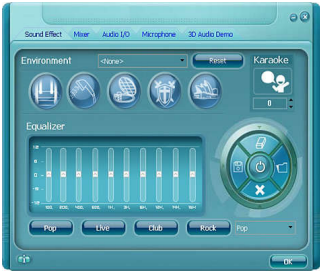 Sound Effect Mixer Audio I/O Microphone 3D Audio Demo
Environment <None> Reset Karaoke
0
Equalizer
Pop Live Club Rock Pop
OK